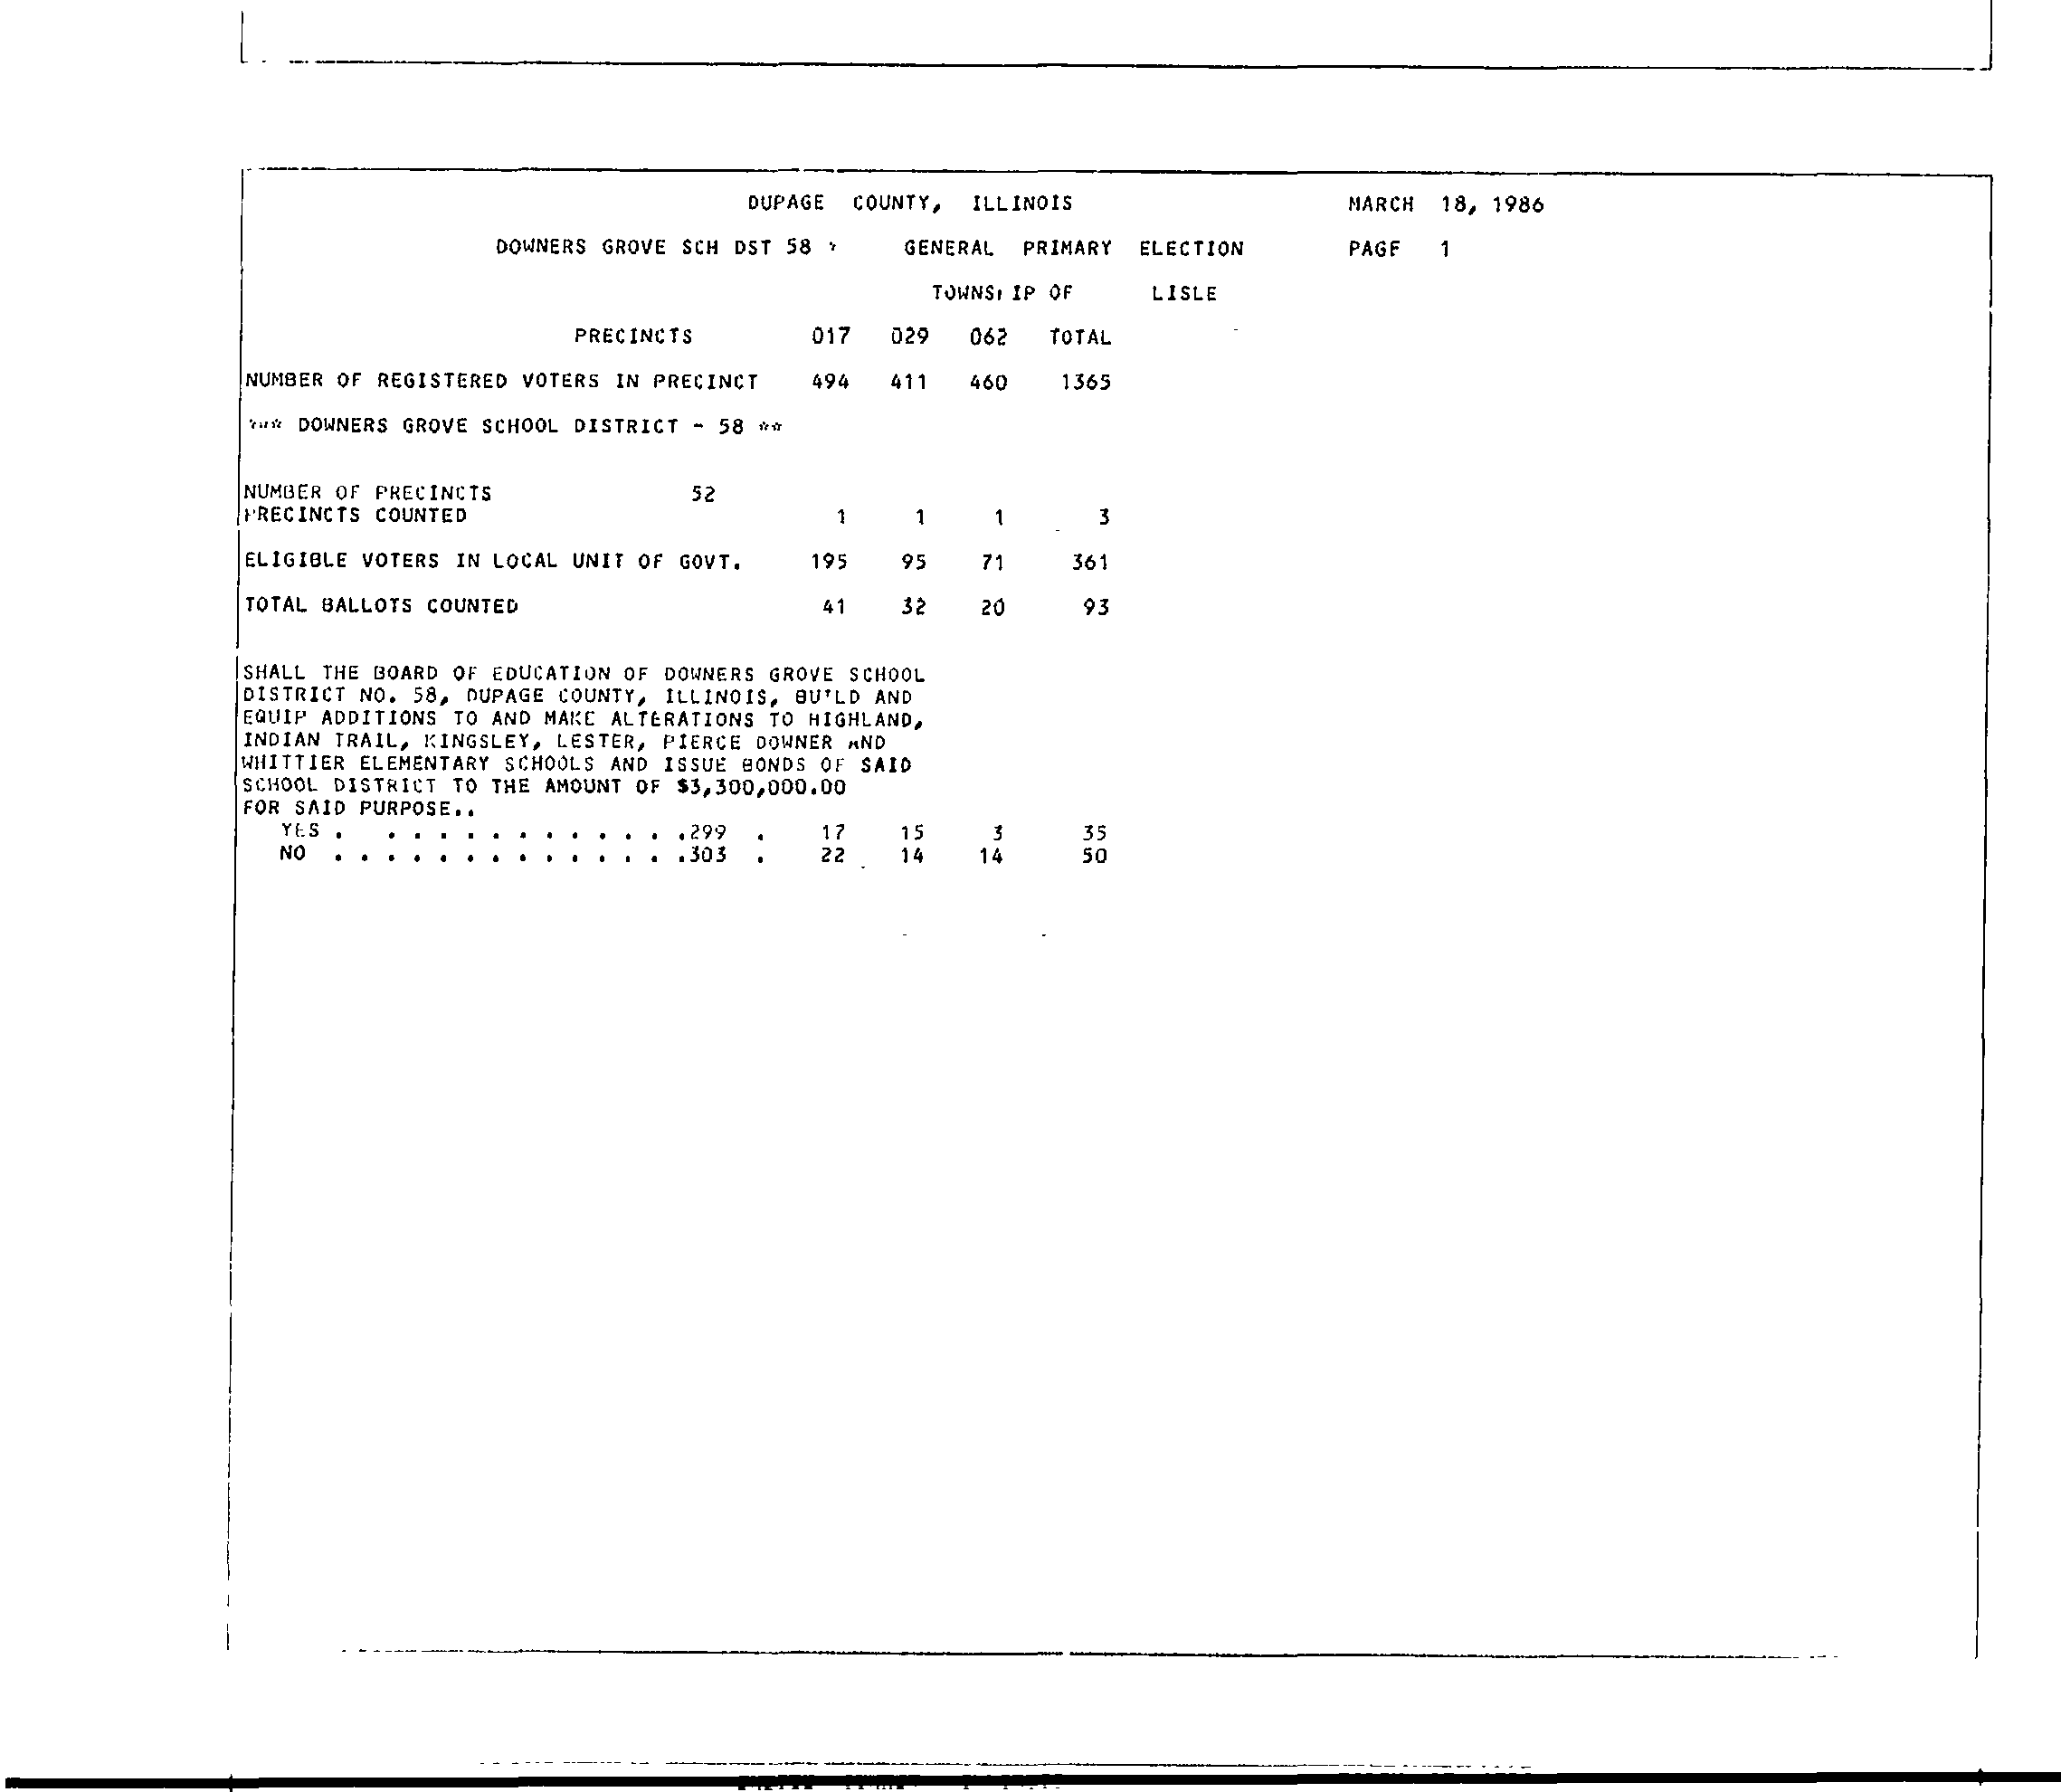 DUPAGE COUNTY, ILLINOIS MARCH 18, 1986
DOWNERS GROVE SCH DST 58 * GENERAL PRIMARY ELECTION PAGE 1
TOWNSHIP OF LISLE
PRECINCTS 017 029 062 TOTAL
NUMBER OF REGISTERED VOTERS IN PRECINCT 494 411 460 1365
*** DOWNERS GROVE SCHOOL DISTRICT - 58 **
NUMBER OF PRECINCTS 52
PRECINCTS COUNTED 1 1 1 3
ELIGIBLE VOTERS IN LOCAL UNIT OF GOVT. 195 95 71 361
TOTAL BALLOTS COUNTED 41 32 20 93
SHALL THE BOARD OF EDUCATION OF DOWNERS GROVE SCHOOL
DISTRICT NO. 58, DUPAGE COUNTY, ILLINOIS, BUILD AND
EQUIP ADDITIONS TO AND MAKE ALTERATIONS TO HIGHLAND,
INDIAN TRAIL, KINGSLEY, LESTER, PIERCE DOWNER AND
WHITTIER ELEMENTARY SCHOOLS AND ISSUE BONDS OF SAID
SCHOOL DISTRICT TO THE AMOUNT OF $3,300,000.00
FOR SAID PURPOSE..
YES . . . . . . . . . . . . .299 . 17 15 3 35
NO . . . . . . . . . . . . . .303 . 22 14 14 50